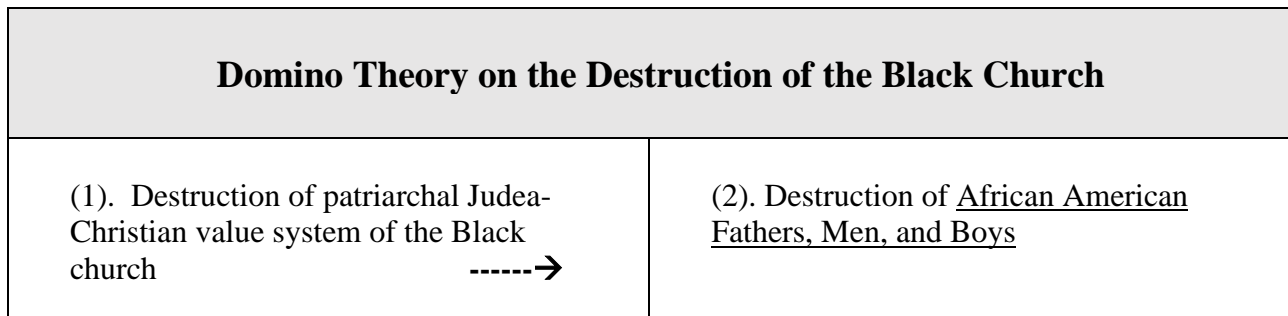 Domino Theory on the Destruction of the Black Church
(1). Destruction of patriarchal Judea-
Christian value system of the Black
church ------→
(2). Destruction of African American
Fathers, Men, and Boys